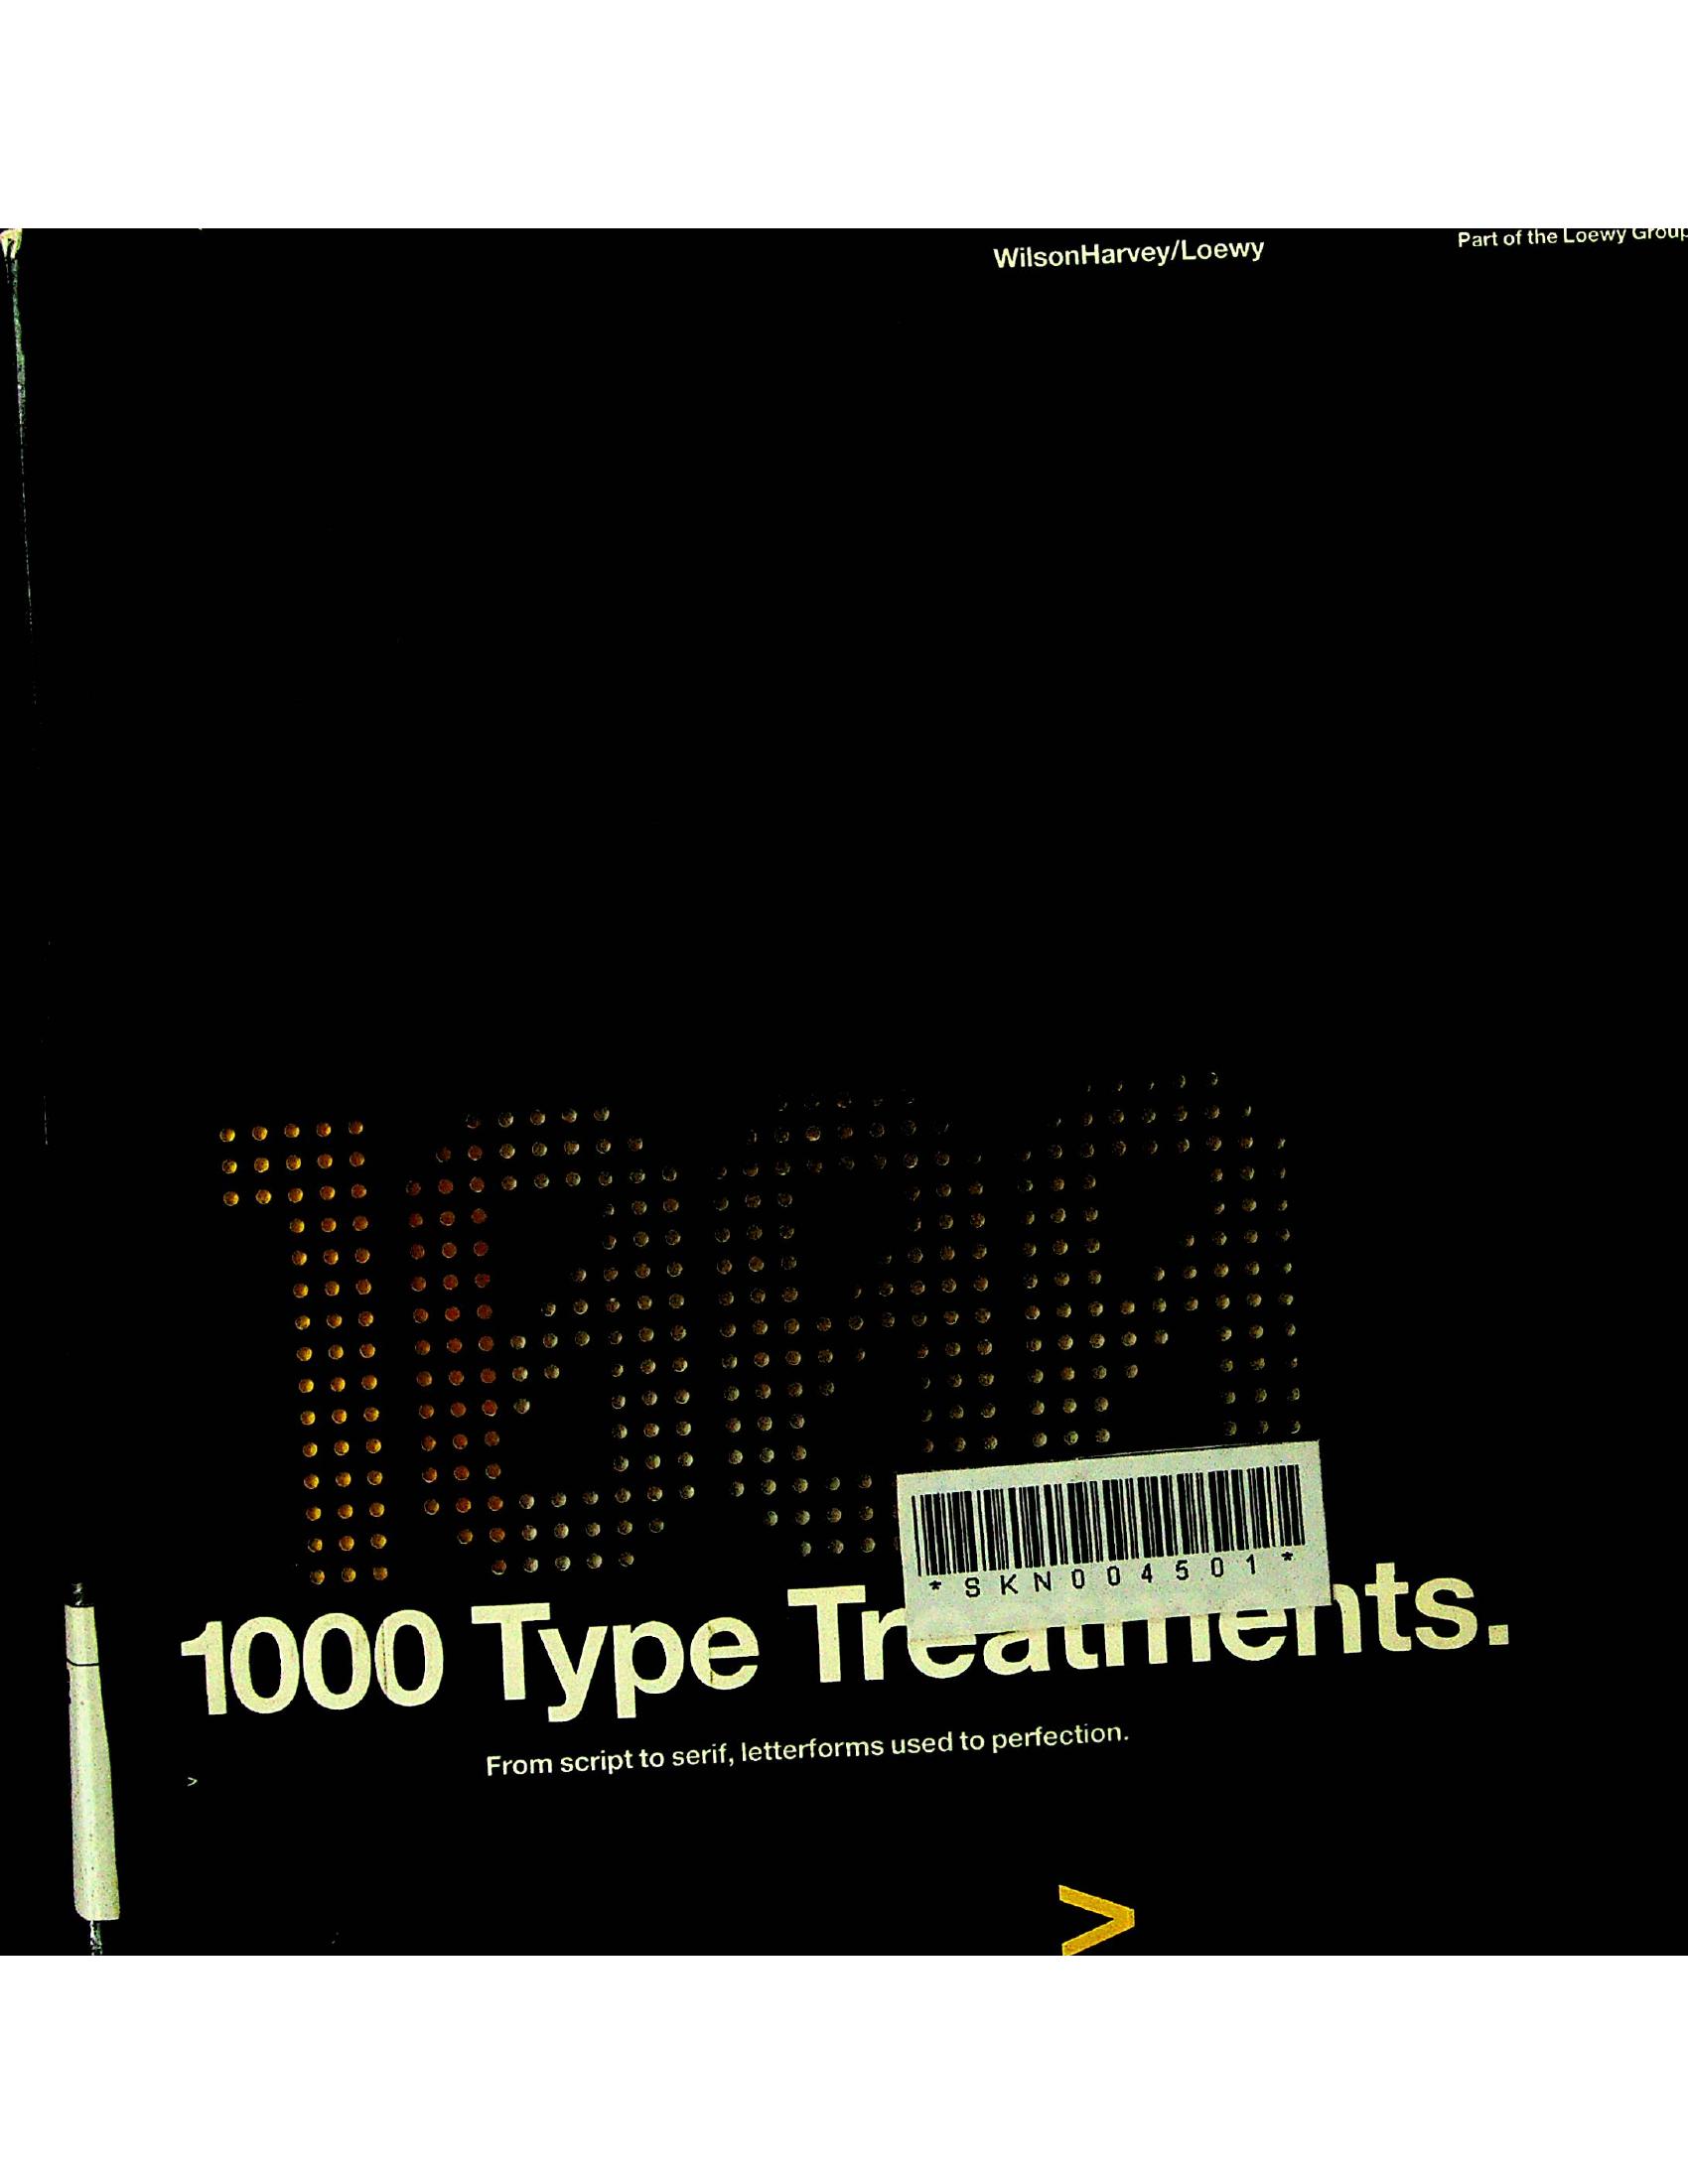 WilsonHarvey/Loewy
Part of the Loewy Group
1000
*SKN004501*
1000 Type Treatments.
> From script to serif, letterforms used to perfection.
>